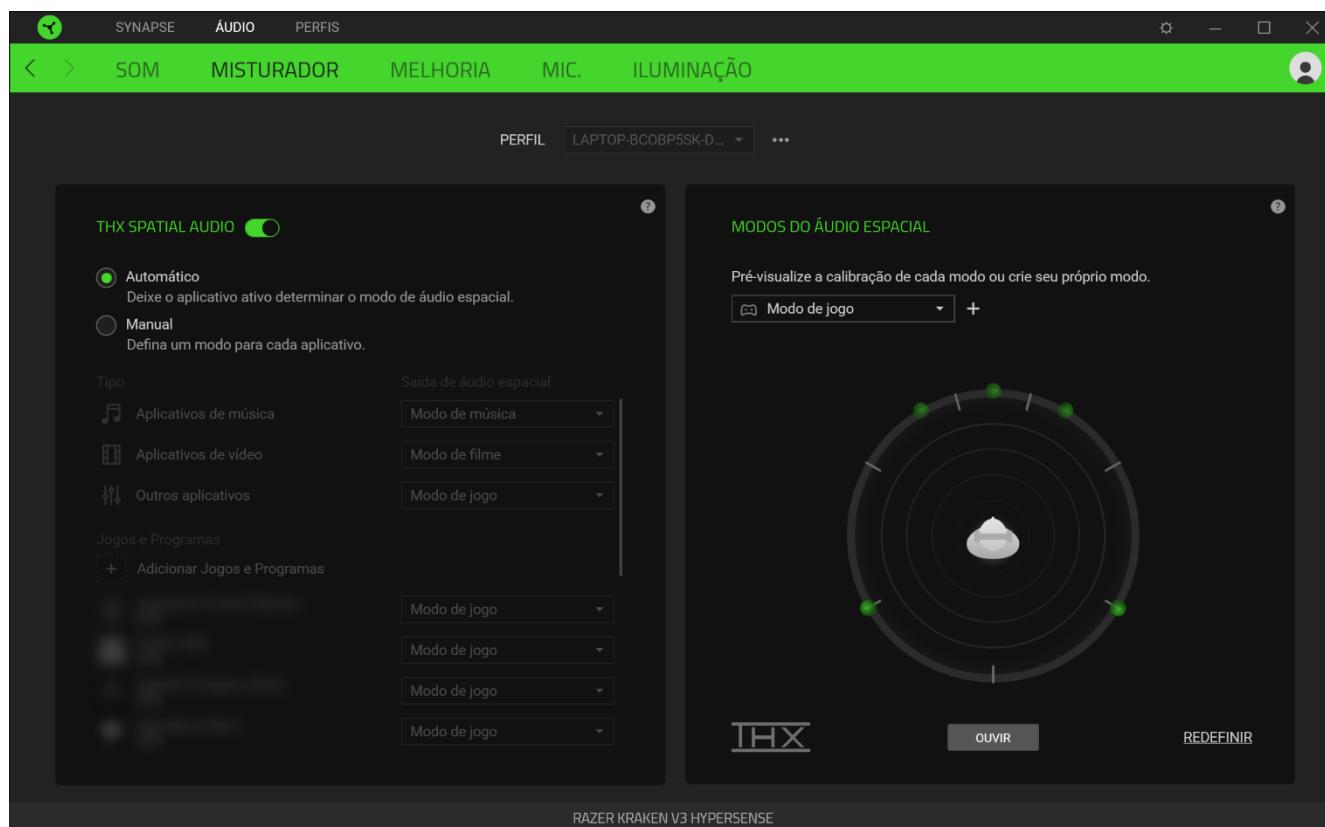 SYNAPSE ÁUDIO PERFIS
SOM MISTURADOR MELHORIA MIC. ILUMINAÇÃO
PERFIL LAPTOP-BCOBP5SK-D...
THX SPATIAL AUDIO
Automático
Deixe o aplicativo ativo determinar o modo de áudio espacial.
Manual
Defina um modo para cada aplicativo.
Tipo Saída de áudio espacial
Aplicativos de música Modo de música
Aplicativos de vídeo Modo de filme
Outros aplicativos Modo de jogo
Jogos e Programas
+ Adicionar Jogos e Programas
Modo de jogo
Modo de jogo
Modo de jogo
Modo de jogo
MODOS DO ÁUDIO ESPACIAL
Pré-visualize a calibração de cada modo ou crie seu próprio modo.
Modo de jogo +
THX OUVIR REDEFINIR
RAZER KRAKEN V3 HYPERSENSE